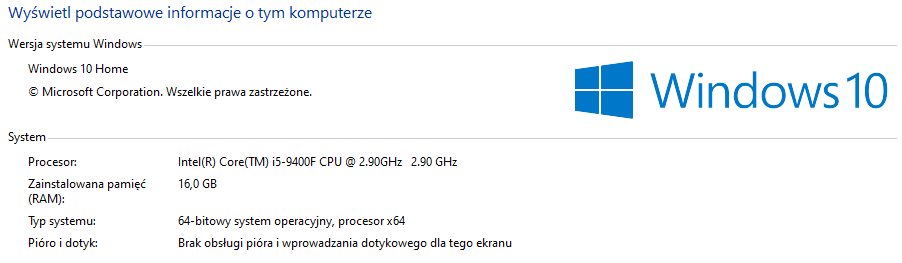 Wyświetl podstawowe informacje o tym komputerze
Wersja systemu Windows
Windows 10 Home
© Microsoft Corporation. Wszelkie prawa zastrzeżone.
Windows 10
System
Procesor: Intel(R) Core(TM) i5-9400F CPU @ 2.90GHz 2.90 GHz
Zainstalowana pamięć 16,0 GB
(RAM):
Typ systemu: 64-bitowy system operacyjny, procesor x64
Pióro i dotyk: Brak obsługi pióra i wprowadzania dotykowego dla tego ekranu